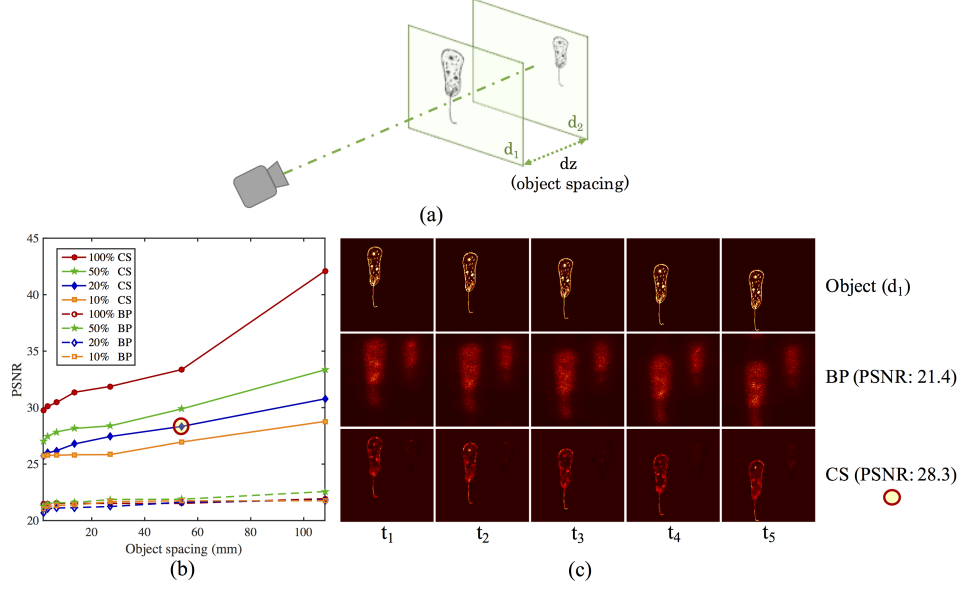 d₁
d₂
dz
(object spacing)
(a)
45
40
35
30
25
20
PSNR
100% CS
50% CS
20% CS
10% CS
100% BP
50% BP
20% BP
10% BP
20
40
60
80
100
Object spacing (mm)
(b)
Object (d₁)
BP (PSNR: 21.4)
CS (PSNR: 28.3)
t₁ t₂ t₃ t₄ t₅
(c)